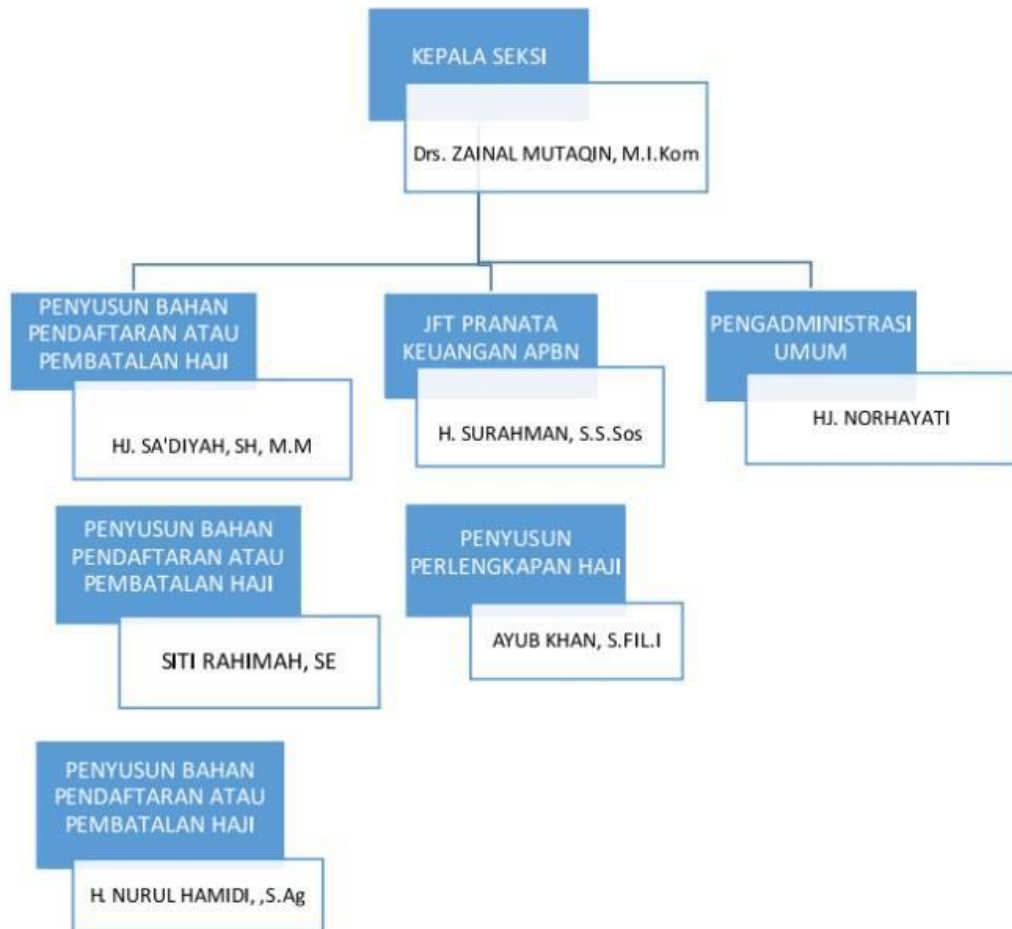 KEPALA SEKSI
Drs. ZAINAL MUTAQIN, M.I.Kom
PENYUSUN BAHAN
PENDAFTARAN ATAU
PEMBATALAN HAJI
HJ. SA'DIYAH, SH, M.M
JFT PRANATA
KEUANGAN APBN
H. SURAHMAN, S.S.Sos
PENGADMINISTRASI
UMUM
HJ. NORHAYATI
PENYUSUN BAHAN
PENDAFTARAN ATAU
PEMBATALAN HAJI
SITI RAHIMAH, SE
PENYUSUN
PERLENGKAPAN HAJI
AYUB KHAN, S.FIL.I
PENYUSUN BAHAN
PENDAFTARAN ATAU
PEMBATALAN HAJI
H. NURUL HAMIDI, ,S.Ag